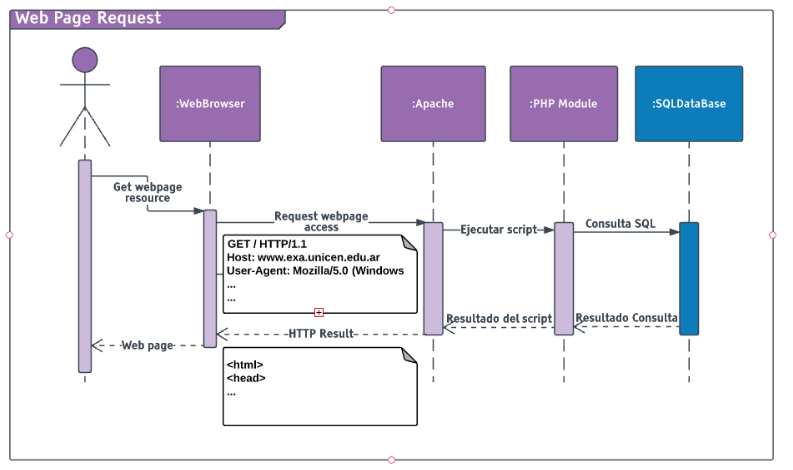 Web Page Request
:WebBrowser
:Apache
:PHP Module
:SQLDataBase
Get webpage
resource
Request webpage
access
Ejecutar script
Consulta SQL
GET / HTTP/1.1
Host: www.exa.unicen.edu.ar
User-Agent: Mozilla/5.0 (Windows
...
...
Resultado del script
Resultado Consulta
HTTP Result
Web page
<html>
<head>
...